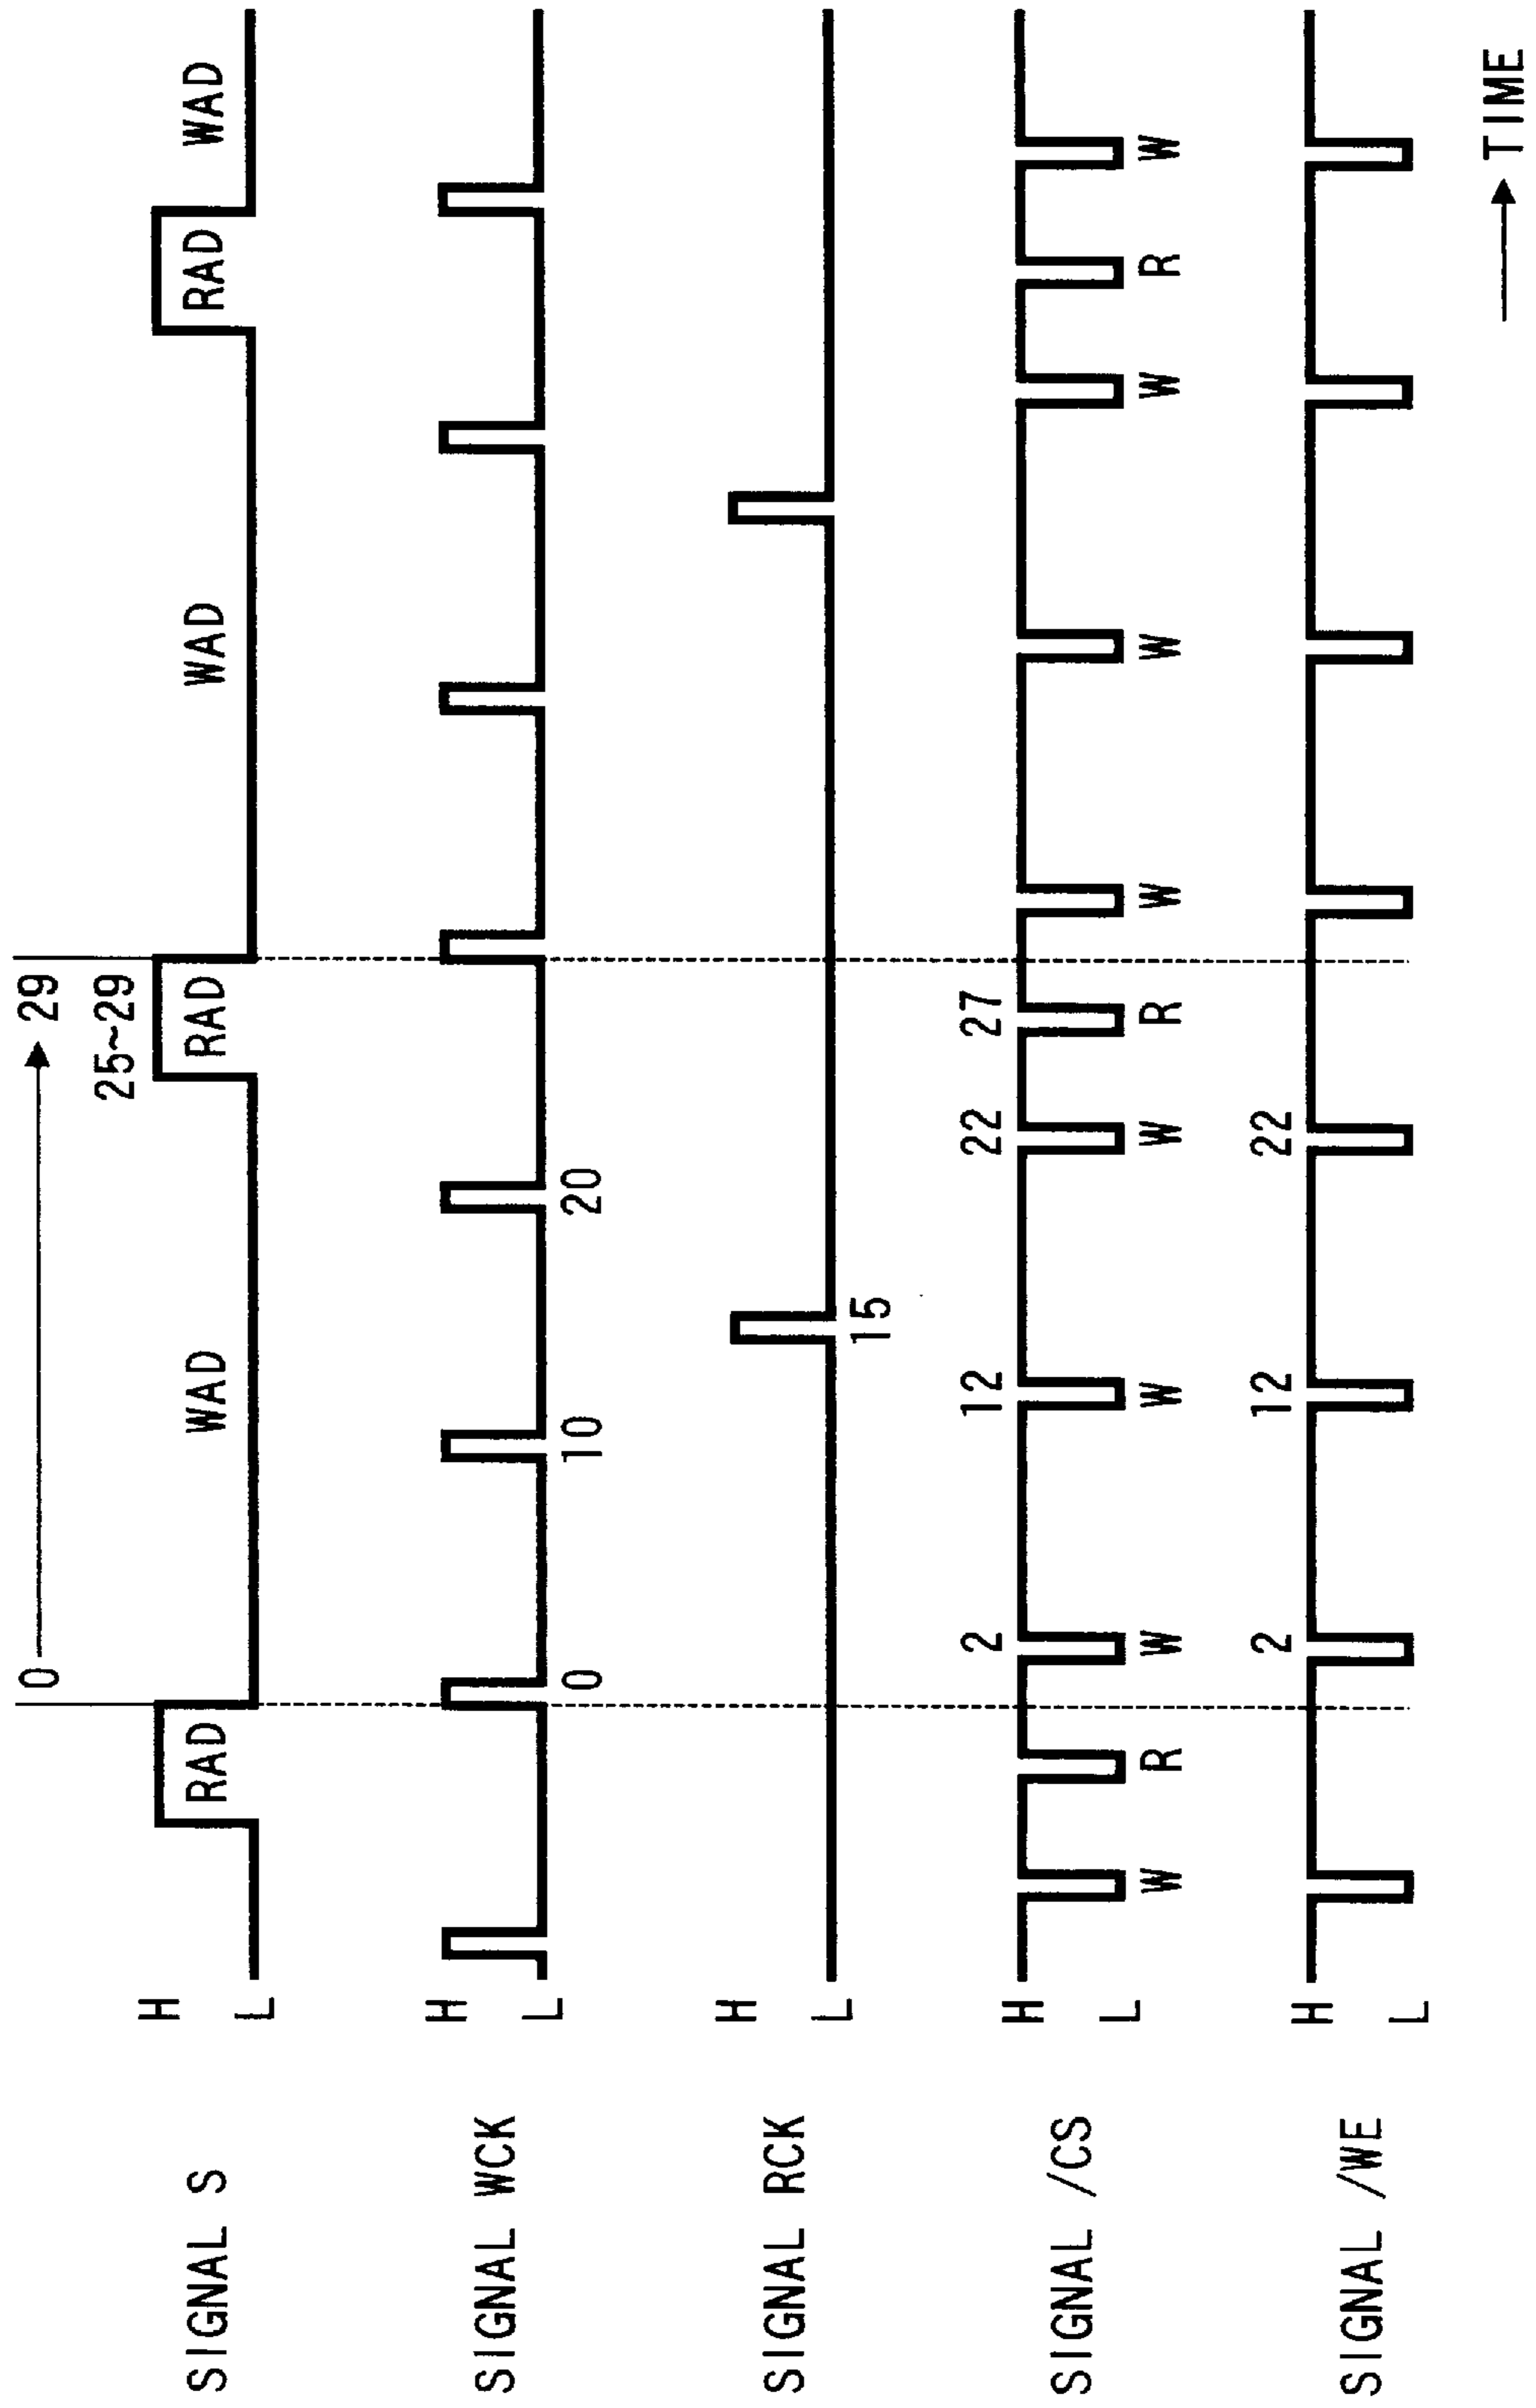 0 → 29
25~29
SIGNAL S H L RAD WAD RAD WAD RAD WAD
SIGNAL WCK H L 0 10 20
SIGNAL RCK H L 15
SIGNAL /CS H L 2 12 22 27
W R W W W R W W W R W
SIGNAL /WE H L 2 12 22
→ TIME